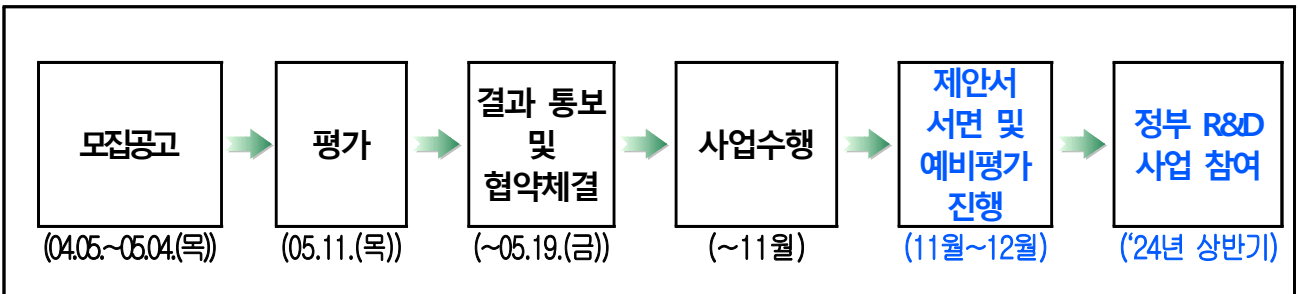 모집공고
(04.05.~05.04.(목))
평가
(05.11.(목))
결과 통보
및
협약체결
(~05.19.(금))
사업수행
(~11월)
제안서
서면 및
예비평가
진행
(11월~12월)
정부 R&D
사업 참여
(‘24년 상반기)